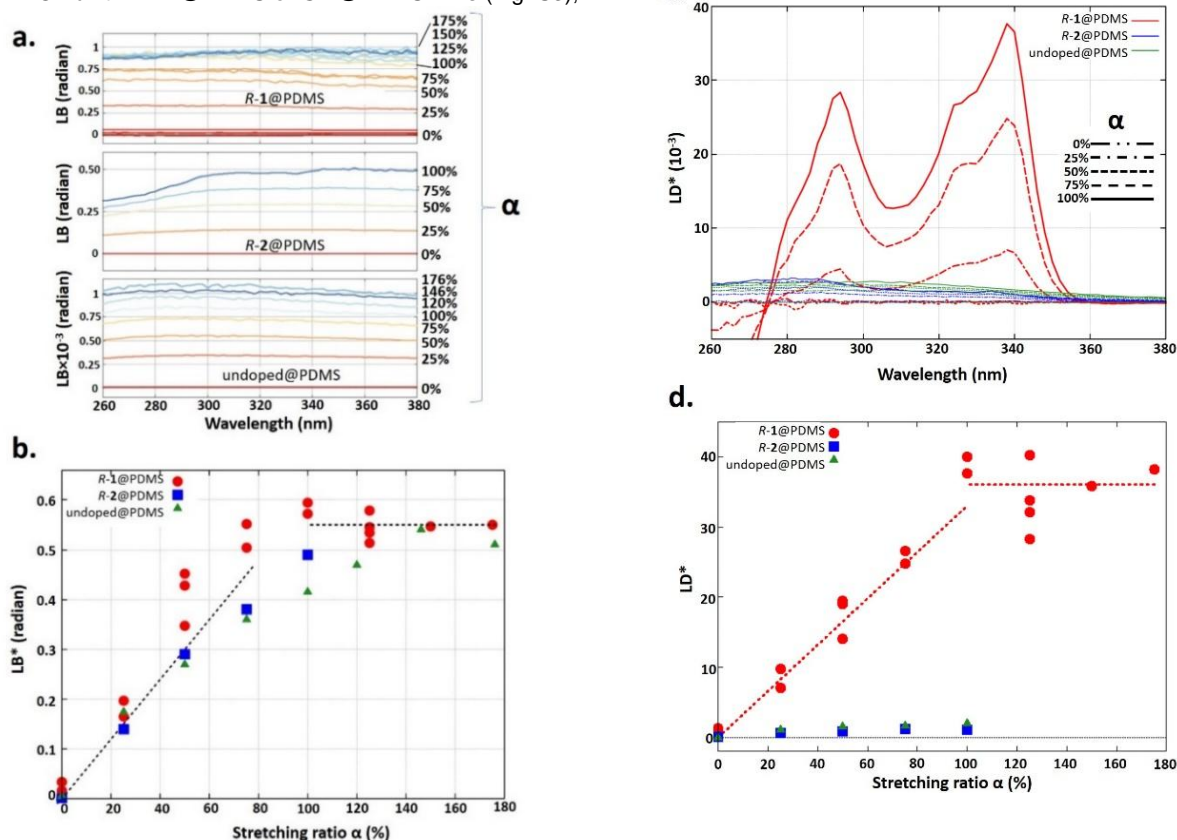 (Fig. S6),
a.
LB (radian)
1
0.75
0.5
0.25
0
R-1@PDMS
175%
150%
125%
100%
75%
50%
25%
0%
LB (radian)
0.50
0.25
0
R-2@PDMS
100%
75%
50%
25%
0%
α
LB×10⁻³ (radian)
1
0.75
0.5
0.25
0
undoped@PDMS
176%
146%
120%
100%
75%
50%
25%
0%
260 280 300 320 340 360 380
Wavelength (nm)
R-1@PDMS
R-2@PDMS
undoped@PDMS
LD* (10⁻³)
40
30
20
10
0
α
0%
25%
50%
75%
100%
260 280 300 320 340 360 380
Wavelength (nm)
b.
R-1@PDMS
R-2@PDMS
undoped@PDMS
LB* (radian)
0.6
0.5
0.4
0.3
0.2
0.1
0
0 20 40 60 80 100 120 140 160 180
Stretching ratio α (%)
d.
R-1@PDMS
R-2@PDMS
undoped@PDMS
LD*
40
30
20
10
0
0 20 40 60 80 100 120 140 160 180
Stretching ratio α (%)